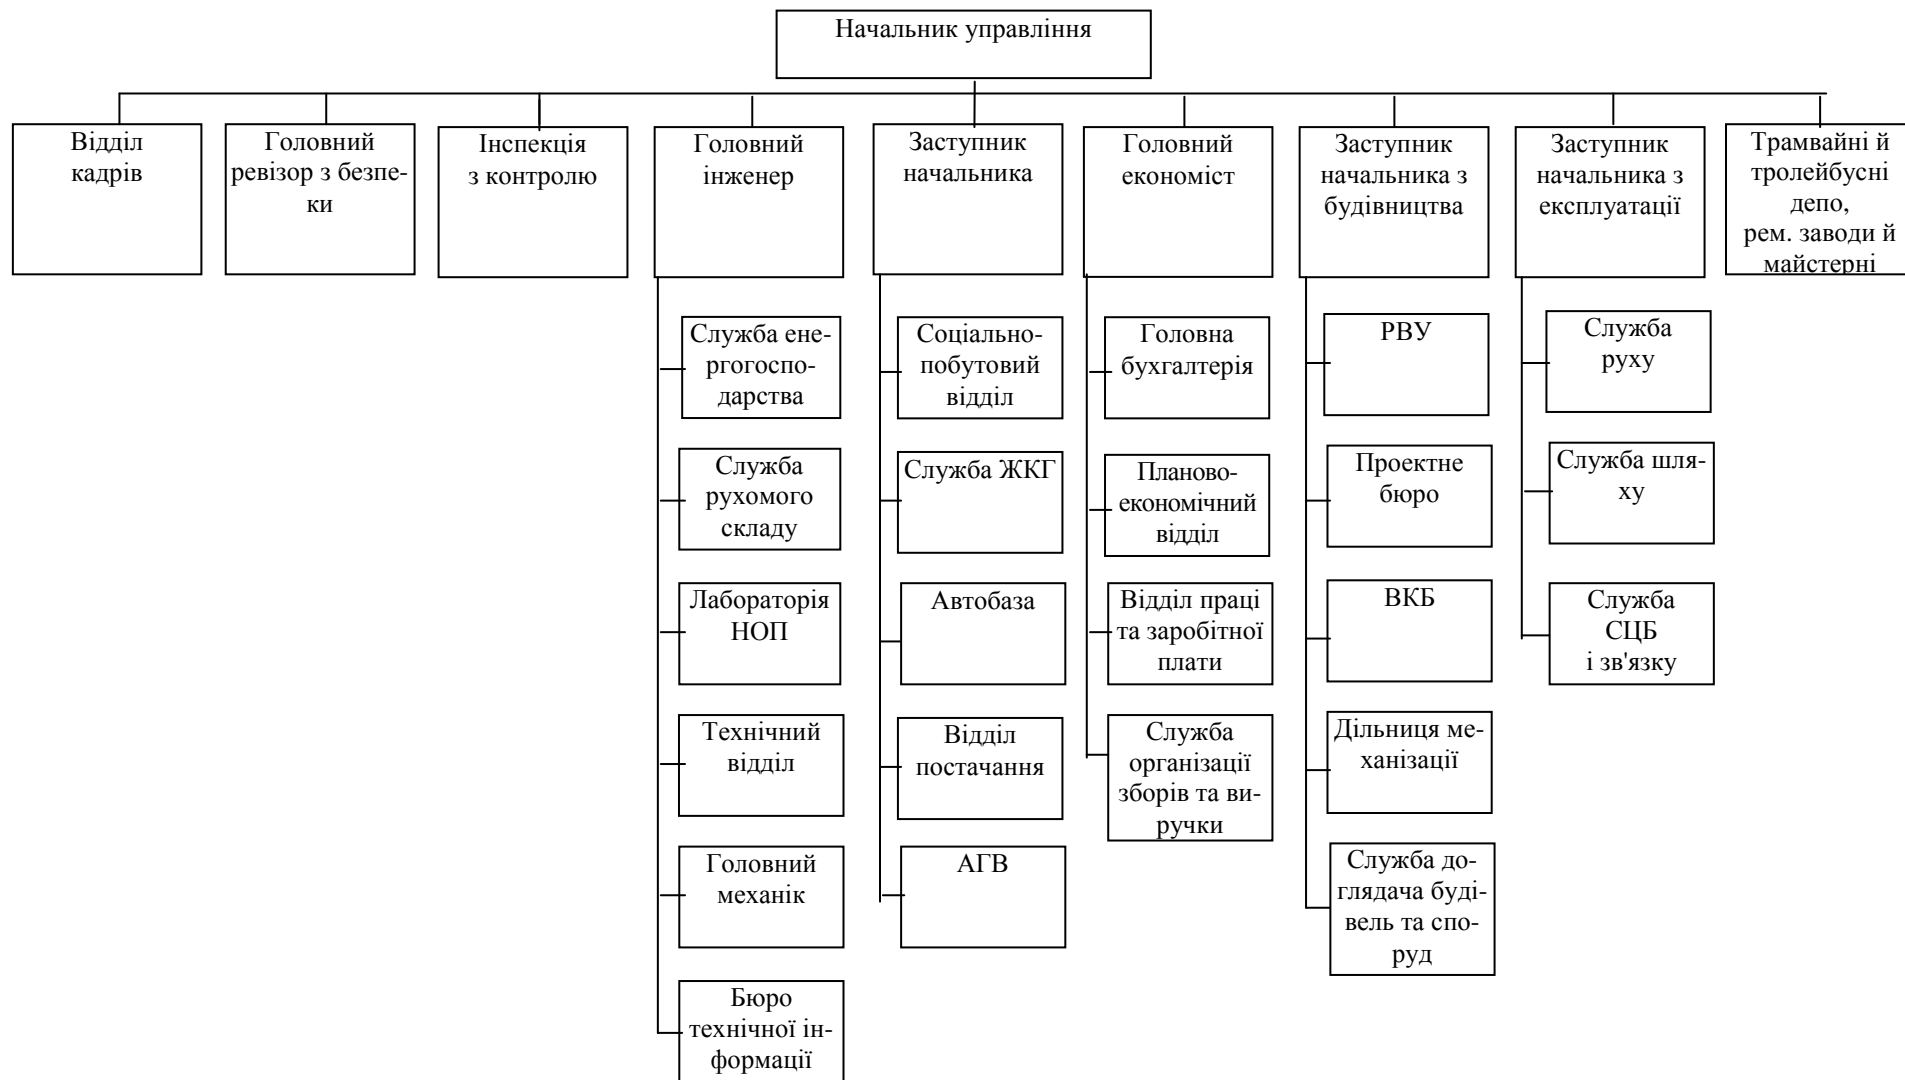 Начальник управління
Відділ
кадрів
Головний
ревізор з безпе-
ки
Інспекція
з контролю
Головний
інженер
Заступник
начальника
Головний
економіст
Заступник
начальника з
будівництва
Заступник
начальника з
експлуатації
Трамвайні й
тролейбусні
депо,
рем. заводи й
майстерні
Служба ене-
ргогоспо-
дарства
Служба
рухомого
складу
Лабораторія
НОП
Технічний
відділ
Головний
механік
Бюро
технічної ін-
формації
Соціально-
побутовий
відділ
Служба ЖКГ
Автобаза
Відділ
постачання
АГВ
Головна
бухгалтерія
Планово-
економічний
відділ
Відділ праці
та заробітної
плати
Служба
організації
зборів та ви-
ручки
РВУ
Проектне
бюро
ВКБ
Дільниця ме-
ханізації
Служба до-
глядача буді-
вель та спо-
руд
Служба
руху
Служба шля-
ху
Служба
СЦБ
і зв'язку